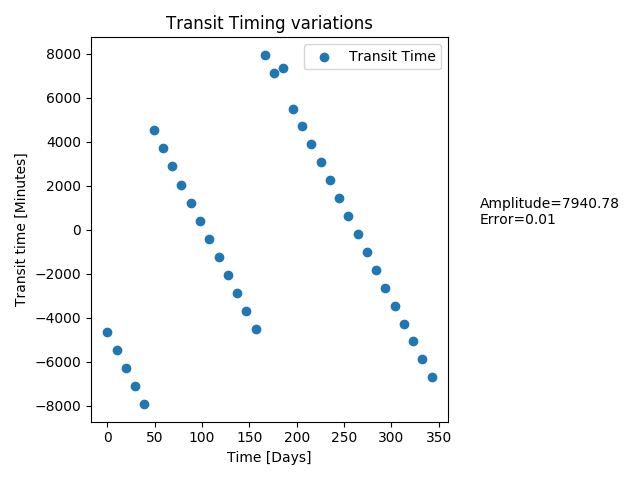 Transit Timing variations
Transit Time
8000
6000
4000
2000
0
−2000
−4000
−6000
−8000
Transit time [Minutes]
Amplitude=7940.78
Error=0.01
0
50
100
150
200
250
300
350
Time [Days]